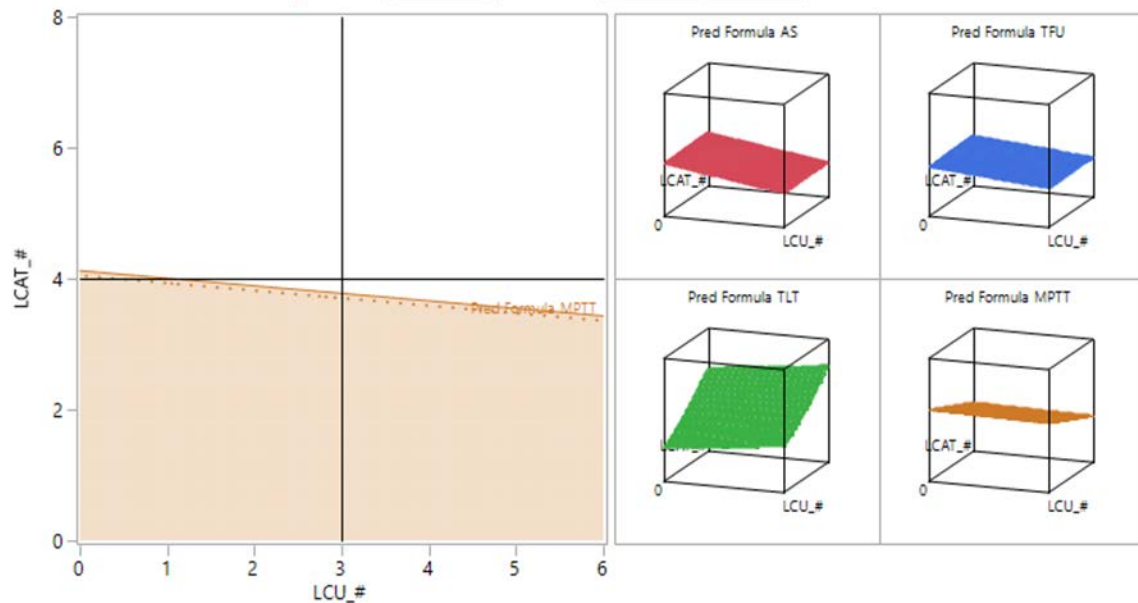 8
6
4
2
0
LCAT_#
Pred Formula MPTT
0 1 2 3 4 5 6
LCU_#
Pred Formula AS
LCAT_#
0
LCU_#
Pred Formula TFU
LCAT_#
0
LCU_#
Pred Formula TLT
0
LCU_#
Pred Formula MPTT
LCAT_#
0
LCU_#